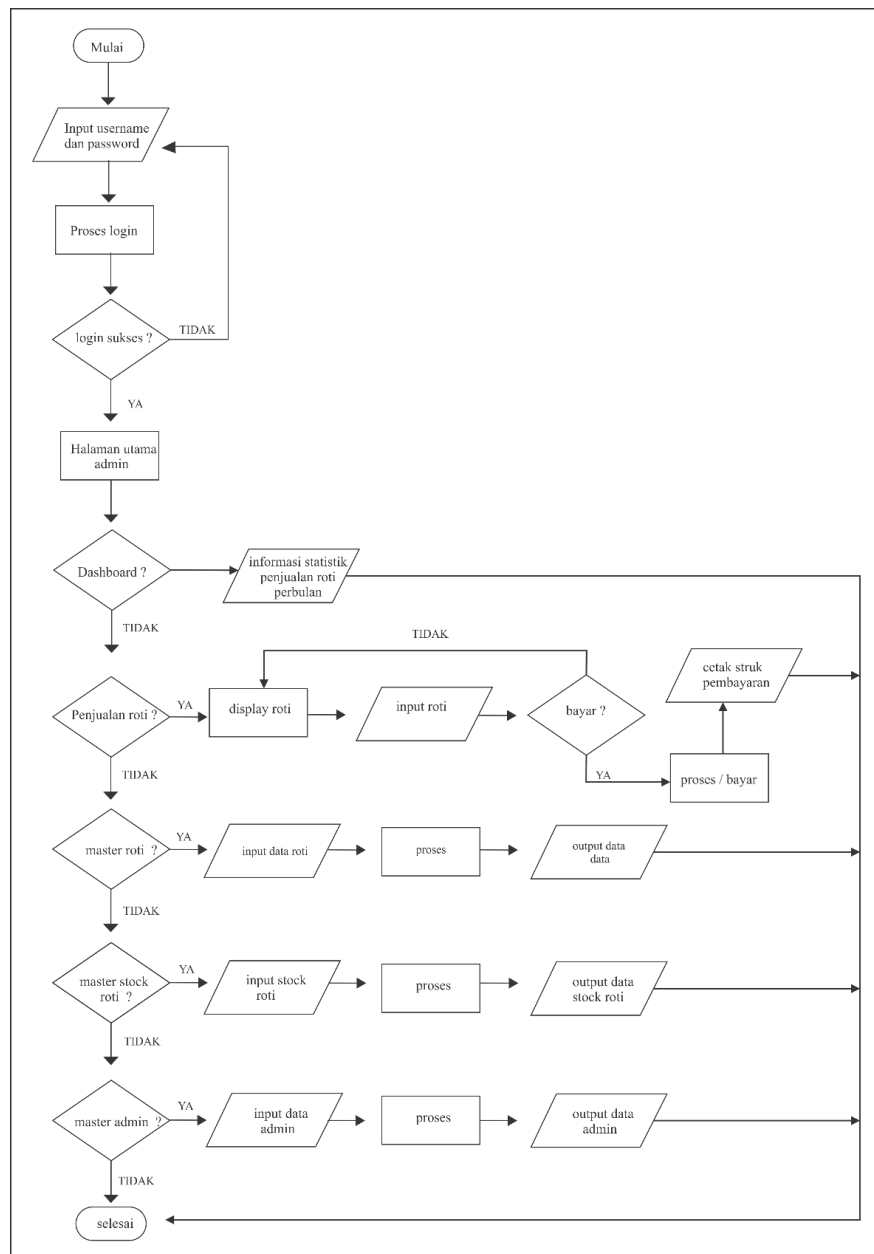 Mulai
Input username
dan password
Proses login
login sukses ?
TIDAK
YA
Halaman utama
admin
Dashboard ?
informasi statistik
penjualan roti
perbulan
TIDAK
TIDAK
cetak struk
pembayaran
Penjualan roti ?
YA
display roti
input roti
bayar ?
YA
proses / bayar
TIDAK
master roti ?
YA
input data roti
proses
output data
data
TIDAK
master stock
roti ?
YA
input stock
roti
proses
output data
stock roti
TIDAK
master admin ?
YA
input data
admin
proses
output data
admin
TIDAK
selesai